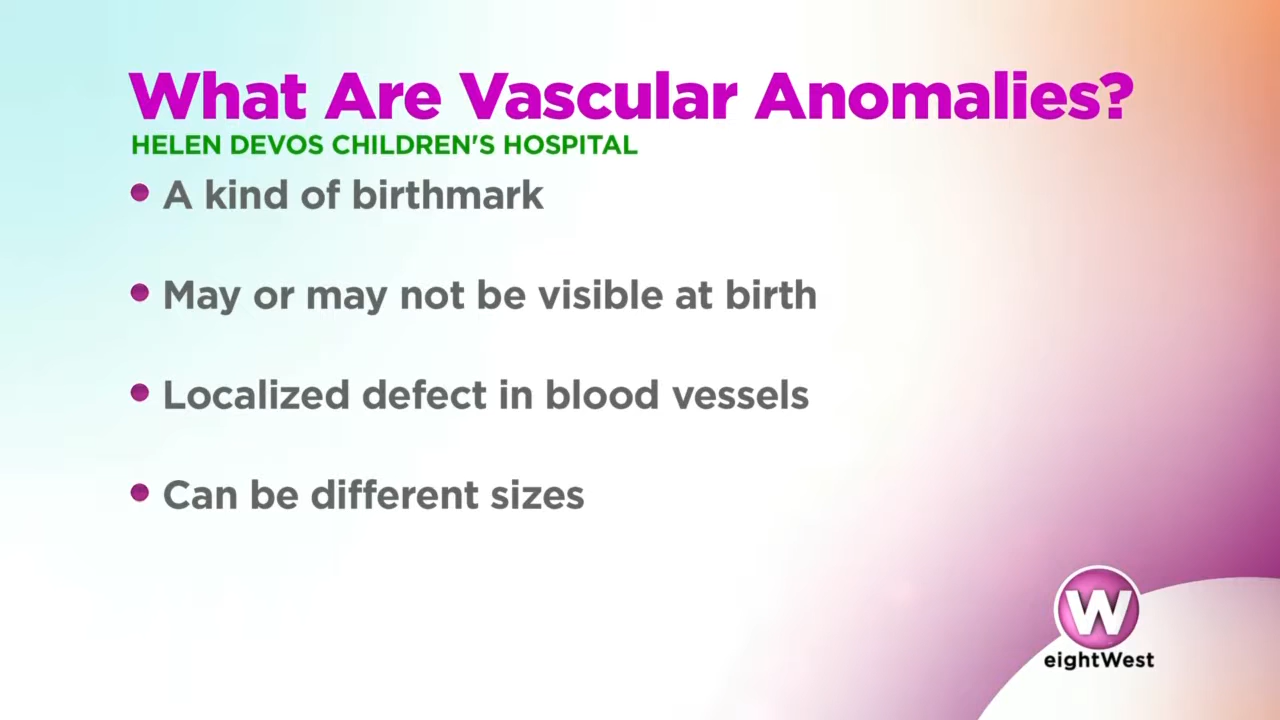 What Are Vascular Anomalies?
HELEN DEVOS CHILDREN'S HOSPITAL
• A kind of birthmark
• May or may not be visible at birth
• Localized defect in blood vessels
• Can be different sizes
W
eightWest